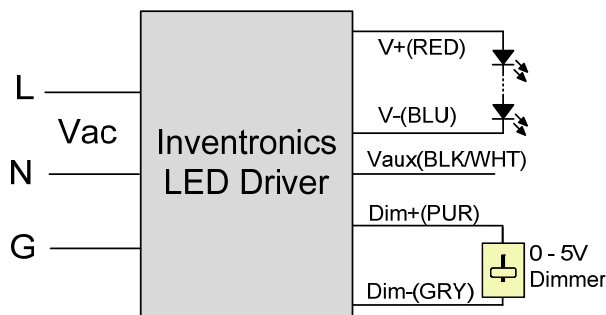 L
Vac
N
G
Inventronics
LED Driver
V+(RED)
V-(BLU)
Vaux(BLK/WHT)
Dim+(PUR)
Dim-(GRY)
0 - 5V
Dimmer